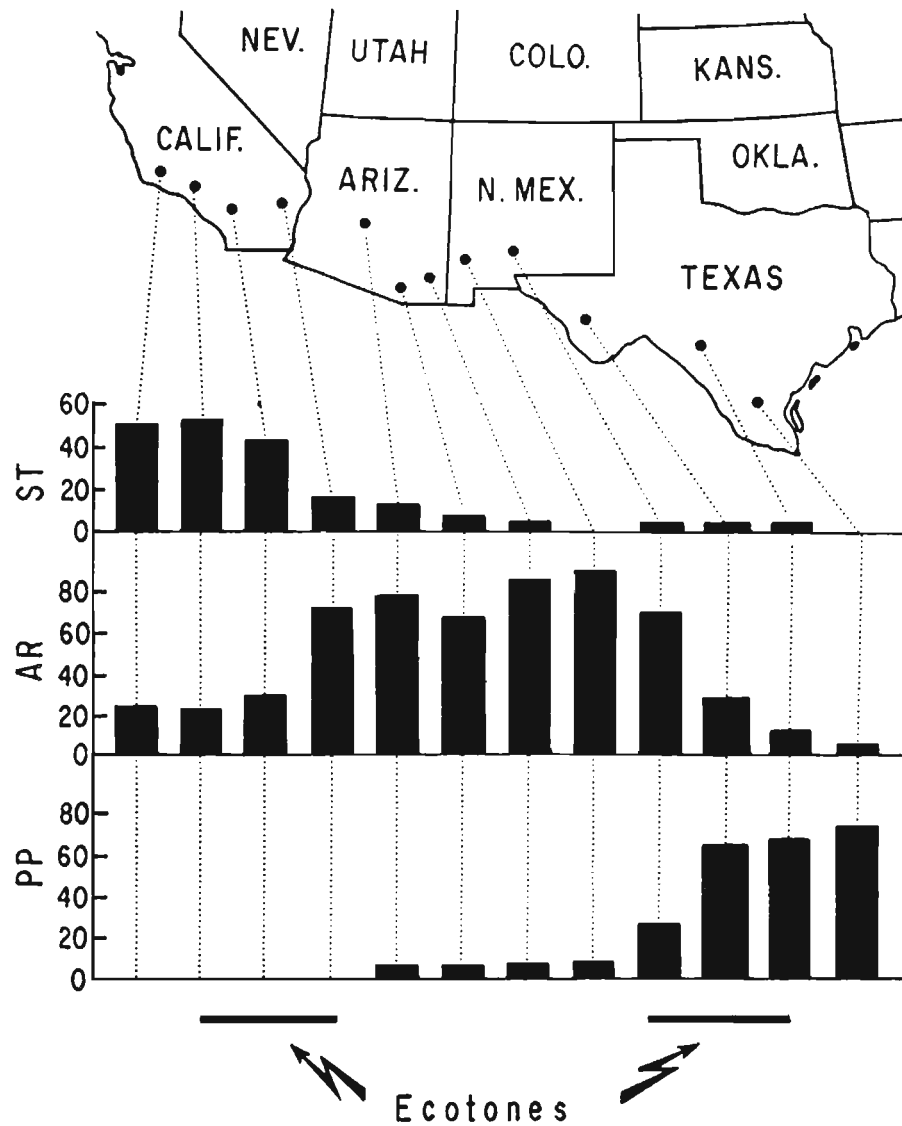 NEV.
UTAH
COLO.
KANS.
CALIF.
ARIZ.
N. MEX.
OKLA.
TEXAS
60
40
20
0
ST
80
60
40
20
0
AR
80
60
40
20
0
PP
Ecotones